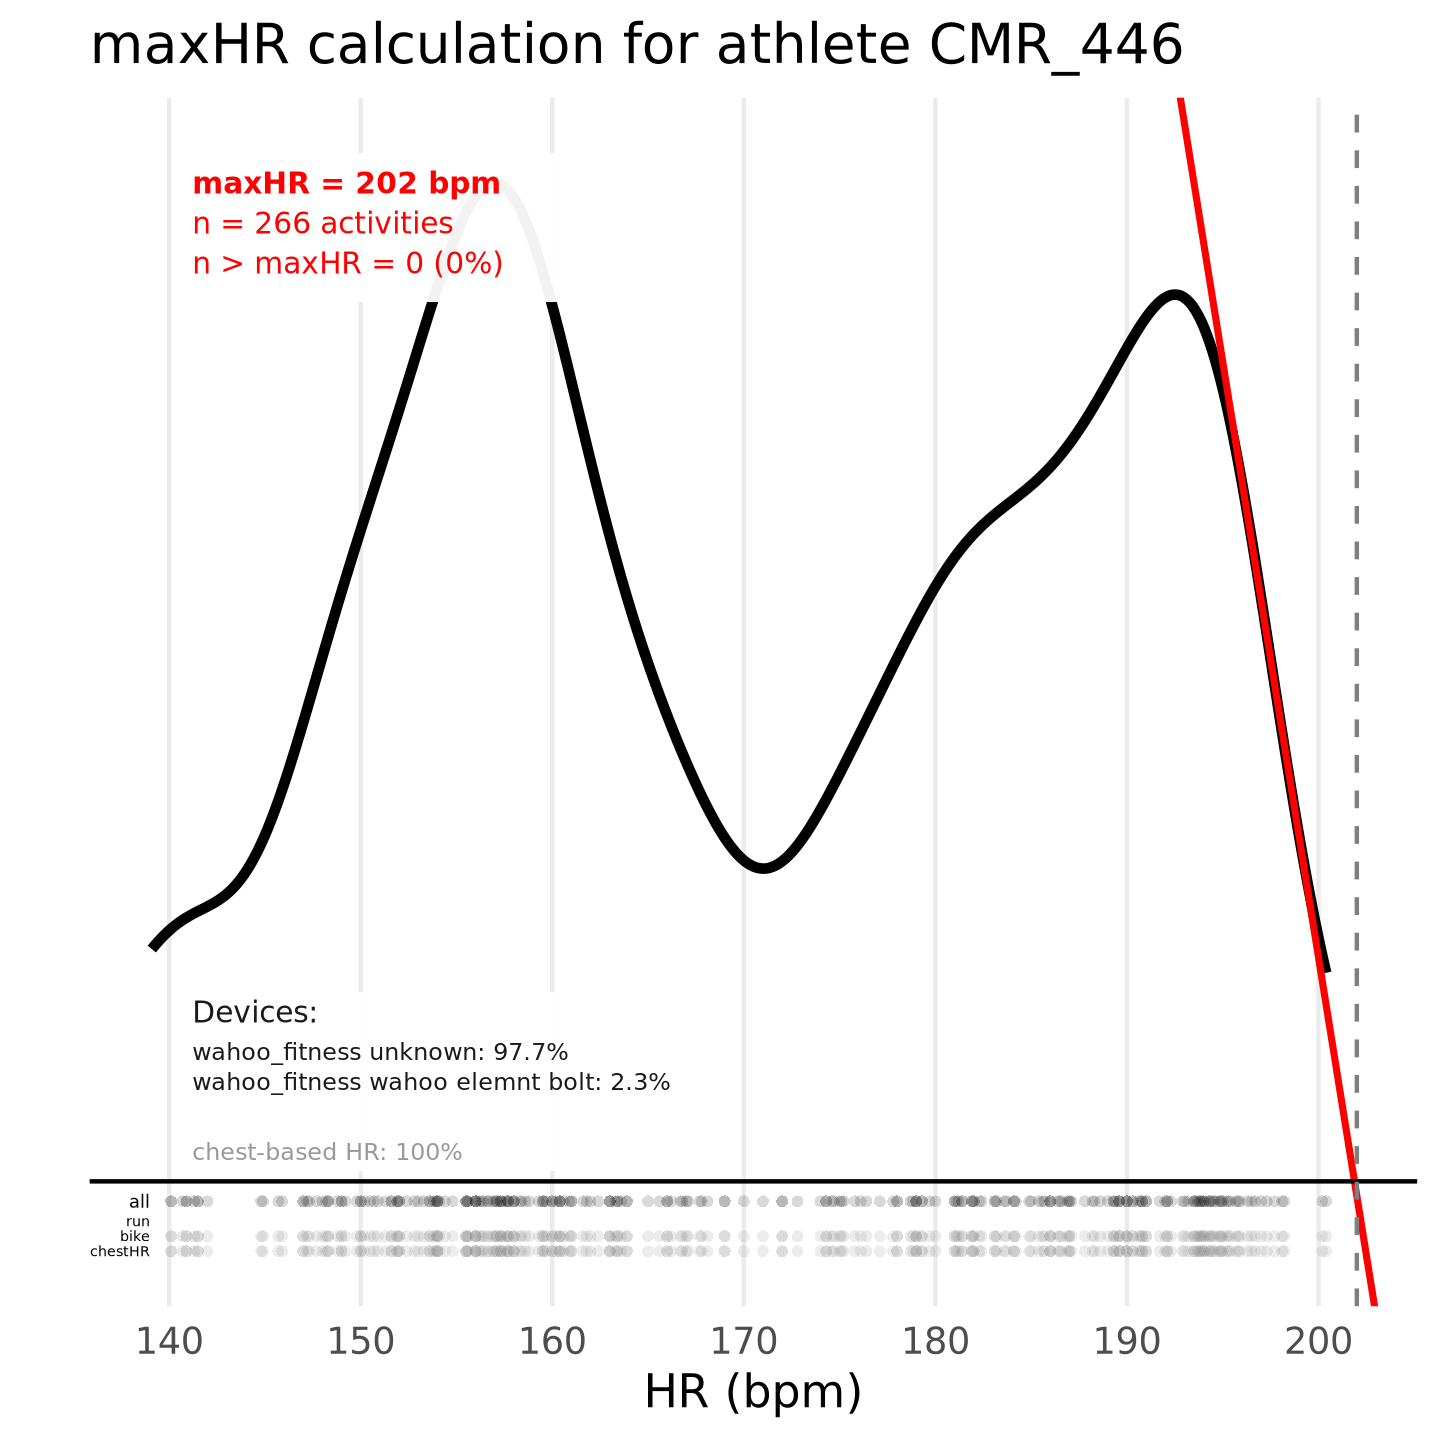 maxHR calculation for athlete CMR_446
maxHR = 202 bpm
n = 266 activities
n > maxHR = 0 (0%)
Devices:
wahoo_fitness unknown: 97.7%
wahoo_fitness wahoo elemnt bolt: 2.3%
chest-based HR: 100%
all
run
bike
chestHR
140 150 160 170 180 190 200
HR (bpm)